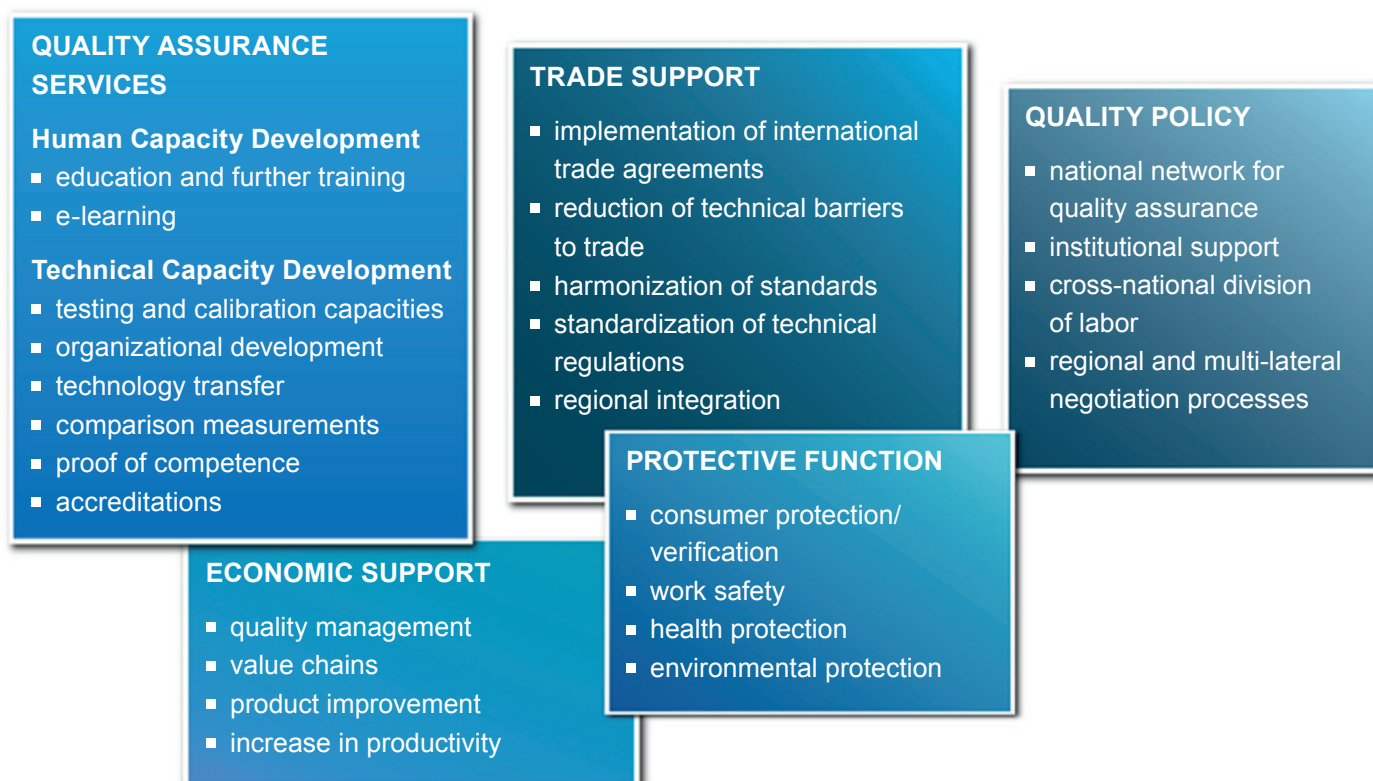 QUALITY ASSURANCE
SERVICES
Human Capacity Development
▪ education and further training
▪ e-learning
Technical Capacity Development
▪ testing and calibration capacities
▪ organizational development
▪ technology transfer
▪ comparison measurements
▪ proof of competence
▪ accreditations
TRADE SUPPORT
▪ implementation of international
trade agreements
▪ reduction of technical barriers
to trade
▪ harmonization of standards
▪ standardization of technical
regulations
▪ regional integration
QUALITY POLICY
▪ national network for
quality assurance
▪ institutional support
▪ cross-national division
of labor
▪ regional and multi-lateral
negotiation processes
ECONOMIC SUPPORT
▪ quality management
▪ value chains
▪ product improvement
▪ increase in productivity
PROTECTIVE FUNCTION
▪ consumer protection/
verification
▪ work safety
▪ health protection
▪ environmental protection